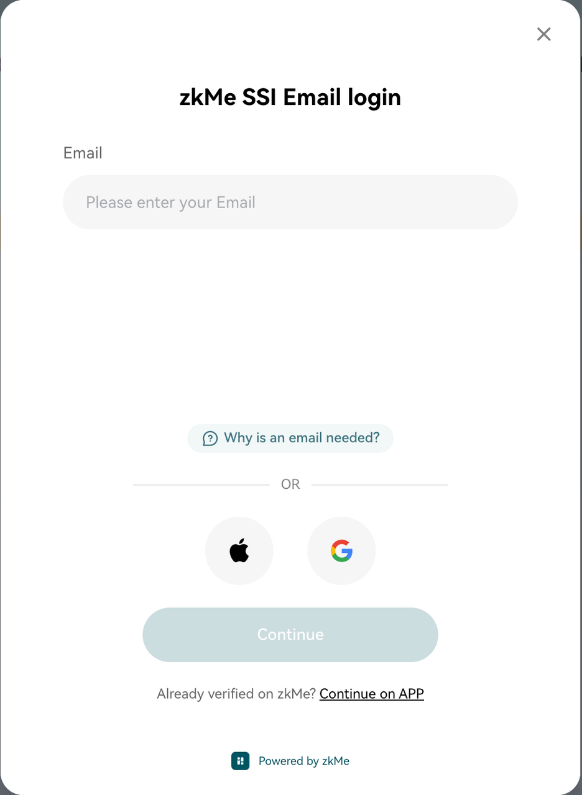 zkMe SSI Email login
Email
Please enter your Email
Why is an email needed?
OR
Continue
Already verified on zkMe? Continue on APP
Powered by zkMe